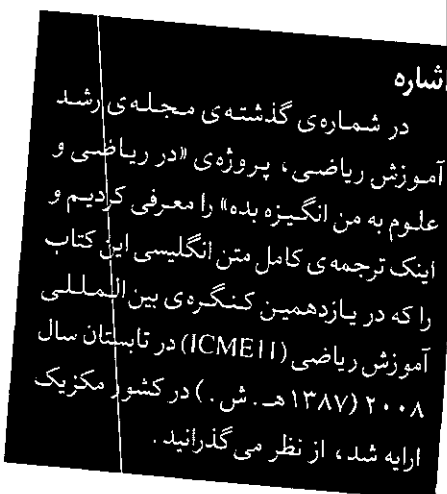 شاره
در شماره‌ی گذشته‌ی مجله‌ی رشد
آموزش ریاضی، پروژه‌ی «در ریاضی و
علوم به من انگیزه بده» را معرفی کردیم و
اینک ترجمه‌ی کامل متن انگلیسی این کتاب
را که در یازدهمین کنگره‌ی بین‌المللی
آموزش ریاضی (ICME11) در تابستان سال
۲۰۰۸ (۱۳۸۷ هـ . ش .) در کشور مکزیک
ارایه شد، از نظر می‌گذرانید.